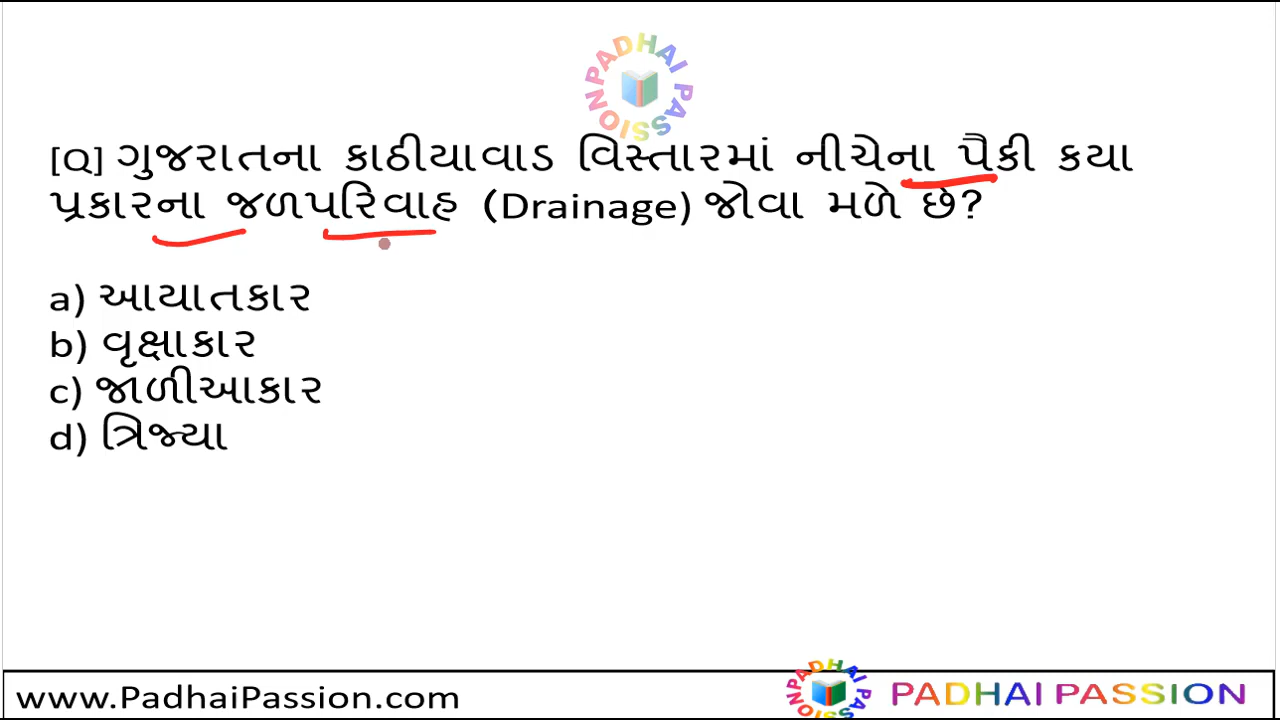 PADHAI PASSION
[Q] ગુજરાતના કાઠીયાવાડ વિસ્તારમાં નીચેના પૈકી કયા
પ્રકારના જળપરિવાહ (Drainage) જોવા મળે છે?
a) આયાતકાર
b) વૃક્ષાકાર
c) જાળીઆકાર
d) ત્રિજ્યા
www.PadhaiPassion.com
PADHAI PASSION
PADHAI PASSION